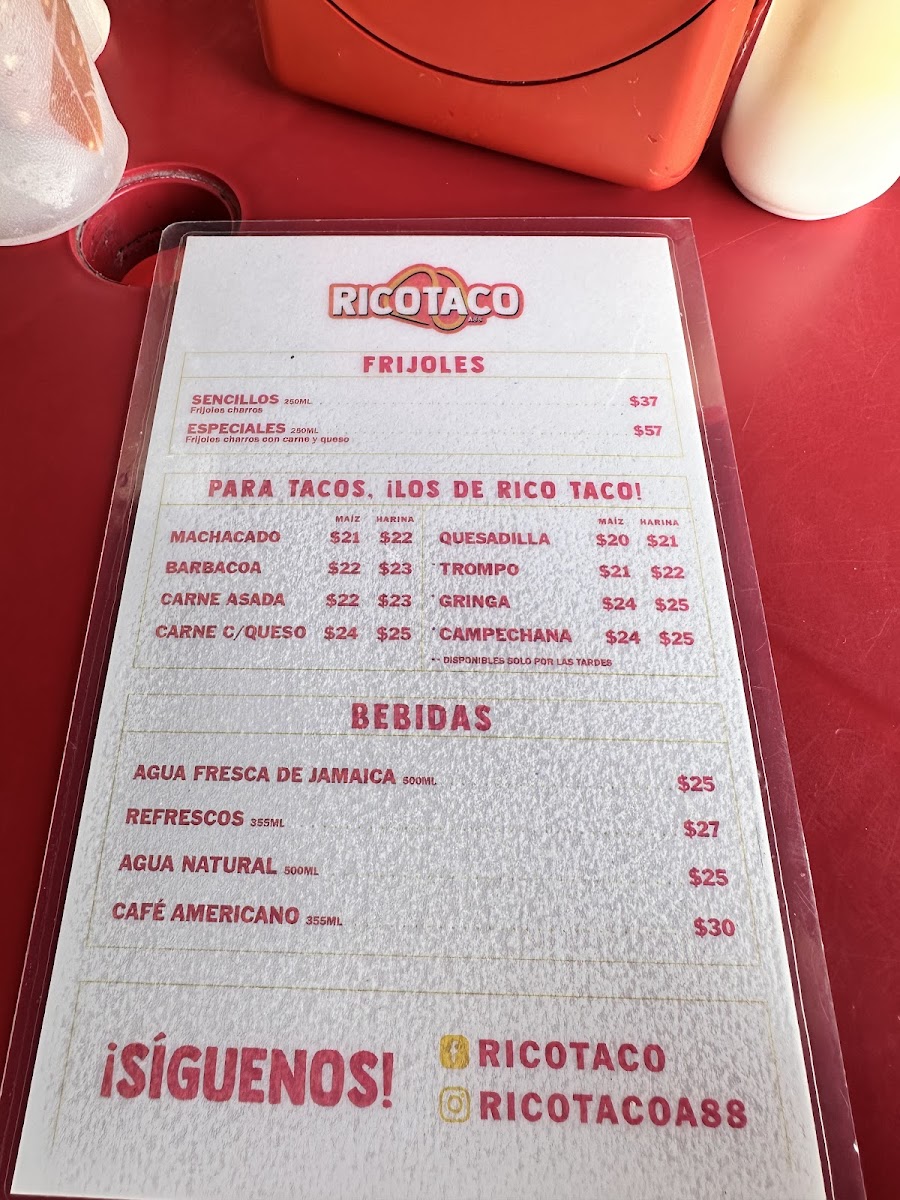 RICOTACO
FRIJOLES
SENCILLOS 250ML $37
Frijoles charros
ESPECIALES 250ML $57
Frijoles charros con carne y queso
PARA TACOS, ¡LOS DE RICO TACO!
MAÍZ HARINA
MACHACADO $21 $22
BARBACOA $22 $23
CARNE ASADA $22 $23
CARNE C/QUESO $24 $25
MAÍZ HARINA
QUESADILLA $20 $21
*TROMPO $21 $22
*GRINGA $24 $25
*CAMPECHANA $24 $25
*- DISPONIBLES SOLO POR LAS TARDES
BEBIDAS
AGUA FRESCA DE JAMAICA 500ML $25
REFRESCOS 355ML $27
AGUA NATURAL 500ML $25
CAFÉ AMERICANO 355ML $30
¡SÍGUENOS!
RICOTACO
RICOTACOA88